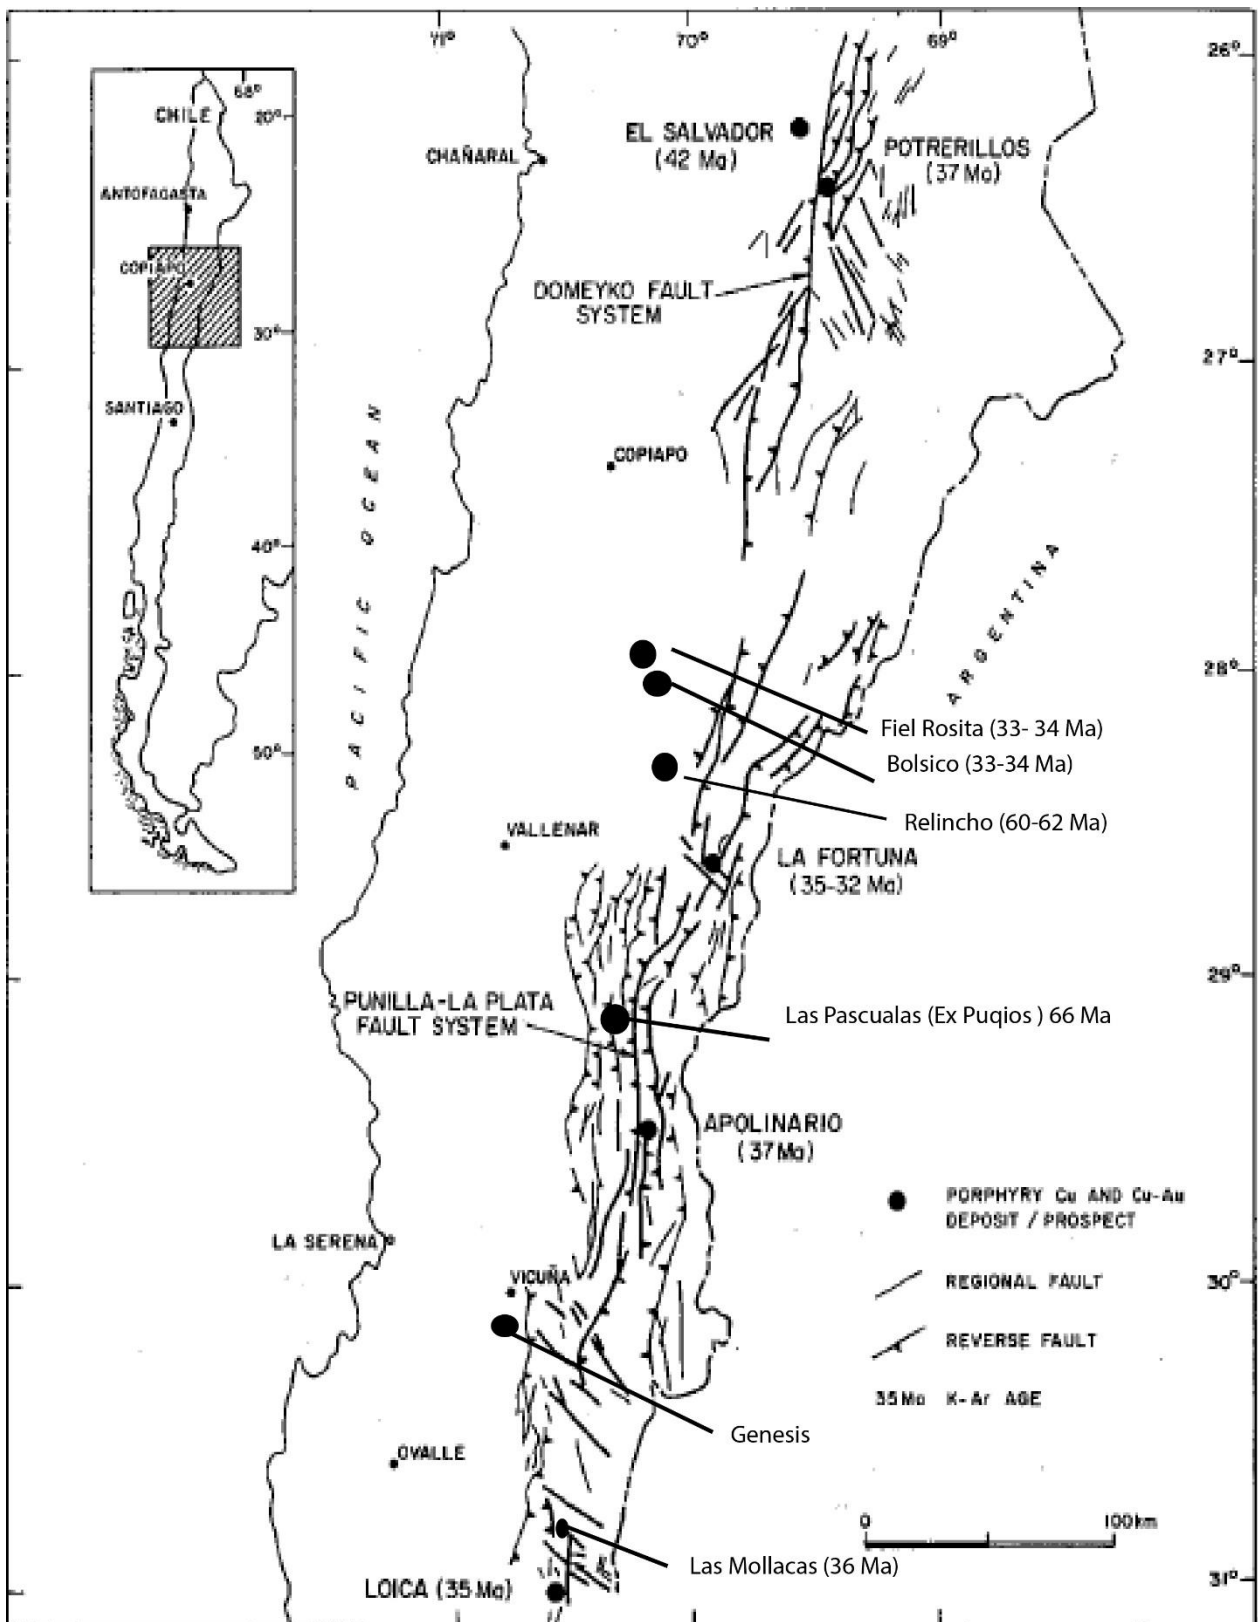 71°
70°
69°
26°
68°
CHILE
20°
ANTOFAGASTA
COPIAPO
30°
SANTIAGO
40°
50°
CHAÑARAL
EL SALVADOR
(42 Ma)
POTRERILLOS
(37 Ma)
DOMEYKO FAULT
SYSTEM
27°
PACIFIC OCEAN
COPIAPO
ARGENTINA
28°
Fiel Rosita (33- 34 Ma)
Bolsico (33-34 Ma)
Relincho (60-62 Ma)
VALLENAR
LA FORTUNA
(35-32 Ma)
29°
PUNILLA-LA PLATA
FAULT SYSTEM
Las Pascualas (Ex Puqios ) 66 Ma
APOLINARIO
(37Ma)
PORPHYRY Cu AND Cu-Au
DEPOSIT / PROSPECT
LA SERENA
VICUÑA
30°
REGIONAL FAULT
REVERSE FAULT
35Ma K-Ar AGE
Genesis
OVALLE
0 100km
Las Mollacas (36 Ma)
LOICA (35 Ma)
31°